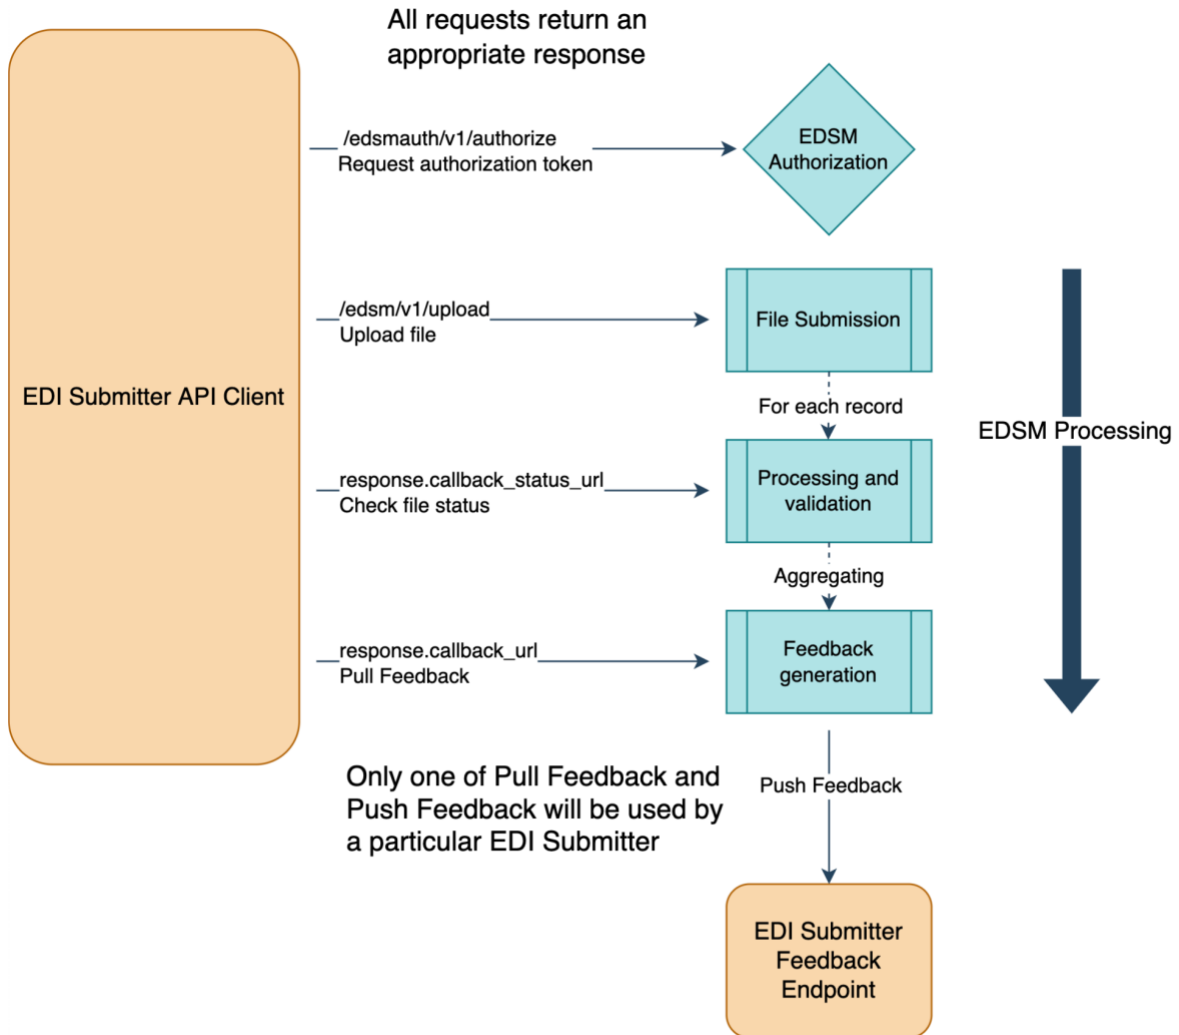 All requests return an
appropriate response
/edsmauth/v1/authorize
Request authorization token
EDSM
Authorization
/edsm/v1/upload
Upload file
File Submission
For each record
EDI Submitter API Client
EDSM Processing
response.callback_status_url
Check file status
Processing and
validation
Aggregating
response.callback_url
Pull Feedback
Feedback
generation
Only one of Pull Feedback and
Push Feedback will be used by
a particular EDI Submitter
Push Feedback
EDI Submitter
Feedback
Endpoint